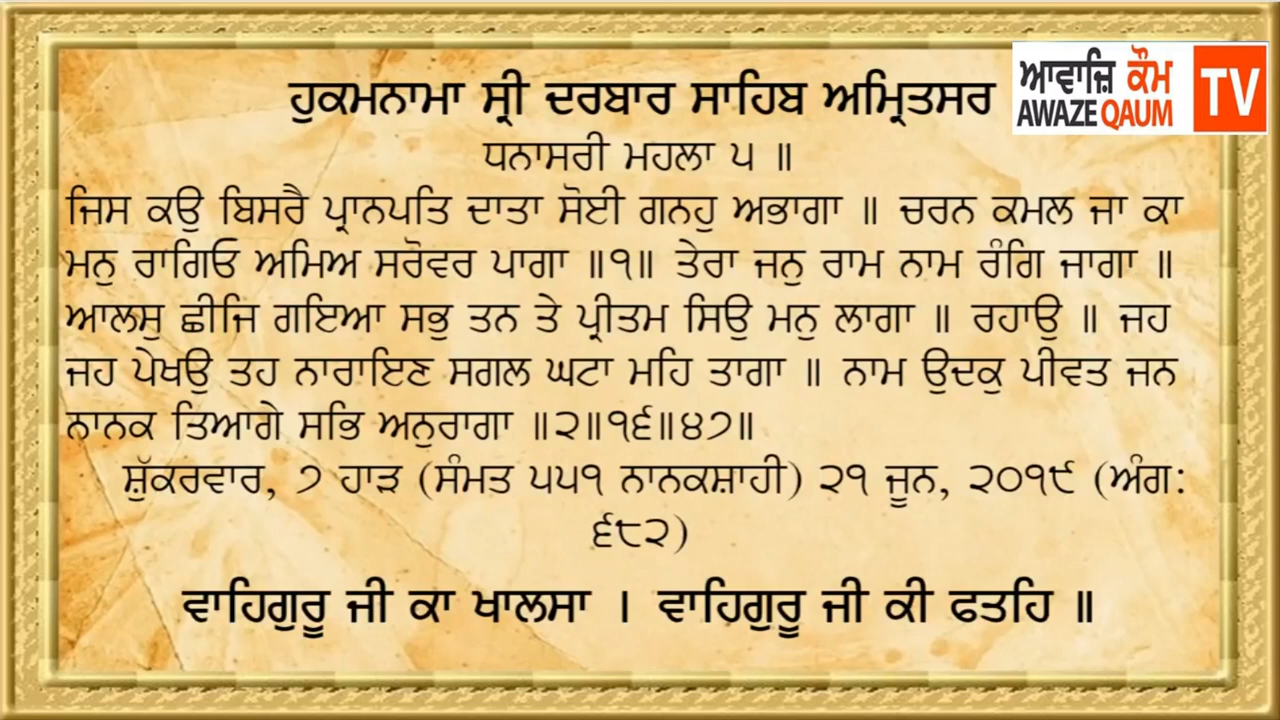 ਆਵਾਜ਼ਿ ਕੌਮ
AWAZE QAUM
TV
ਹੁਕਮਨਾਮਾ ਸ੍ਰੀ ਦਰਬਾਰ ਸਾਹਿਬ ਅਮ੍ਰਿਤਸਰ
ਧਨਾਸਰੀ ਮਹਲਾ ੫ ॥
ਜਿਸ ਕਉ ਬਿਸਰੈ ਪ੍ਰਾਨਪਤਿ ਦਾਤਾ ਸੋਈ ਗਨਹੁ ਅਭਾਗਾ ॥ ਚਰਨ ਕਮਲ ਜਾ ਕਾ
ਮਨੁ ਰਾਗਿਓ ਅਮਿਅ ਸਰੋਵਰ ਪਾਗਾ ॥੧॥ ਤੇਰਾ ਜਨੁ ਰਾਮ ਨਾਮ ਰੰਗਿ ਜਾਗਾ ॥
ਆਲਸੁ ਛੀਜਿ ਗਇਆ ਸਭੁ ਤਨ ਤੇ ਪ੍ਰੀਤਮ ਸਿਉ ਮਨੁ ਲਾਗਾ ॥ ਰਹਾਉ ॥ ਜਹ
ਜਹ ਪੇਖਉ ਤਹ ਨਾਰਾਇਣ ਸਗਲ ਘਟਾ ਮਹਿ ਤਾਗਾ ॥ ਨਾਮ ਉਦਕੁ ਪੀਵਤ ਜਨ
ਨਾਨਕ ਤਿਆਗੇ ਸਭਿ ਅਨੁਰਾਗਾ ॥੨॥੧੬॥੪੭॥
ਸ਼ੁੱਕਰਵਾਰ, ੭ ਹਾੜ (ਸੰਮਤ ੫੫੧ ਨਾਨਕਸ਼ਾਹੀ) ੨੧ ਜੂਨ, ੨੦੧੯ (ਅੰਗ:
੬੮੨)
ਵਾਹਿਗੁਰੂ ਜੀ ਕਾ ਖਾਲਸਾ । ਵਾਹਿਗੁਰੂ ਜੀ ਕੀ ਫਤਹਿ ॥